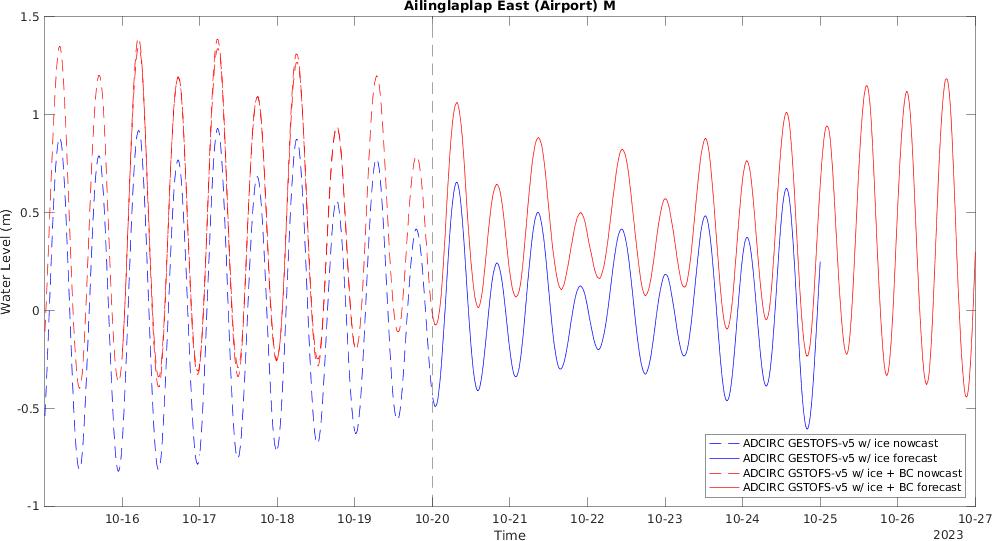 Ailinglaplap East (Airport) M
1.5
1
0.5
0
-0.5
-1
Water Level (m)
10-16 10-17 10-18 10-19 10-20 10-21 10-22 10-23 10-24 10-25 10-26 10-27
Time
2023
ADCIRC GESTOFS-v5 w/ ice nowcast
ADCIRC GESTOFS-v5 w/ ice forecast
ADCIRC GSTOFS-v5 w/ ice + BC nowcast
ADCIRC GSTOFS-v5 w/ ice + BC forecast